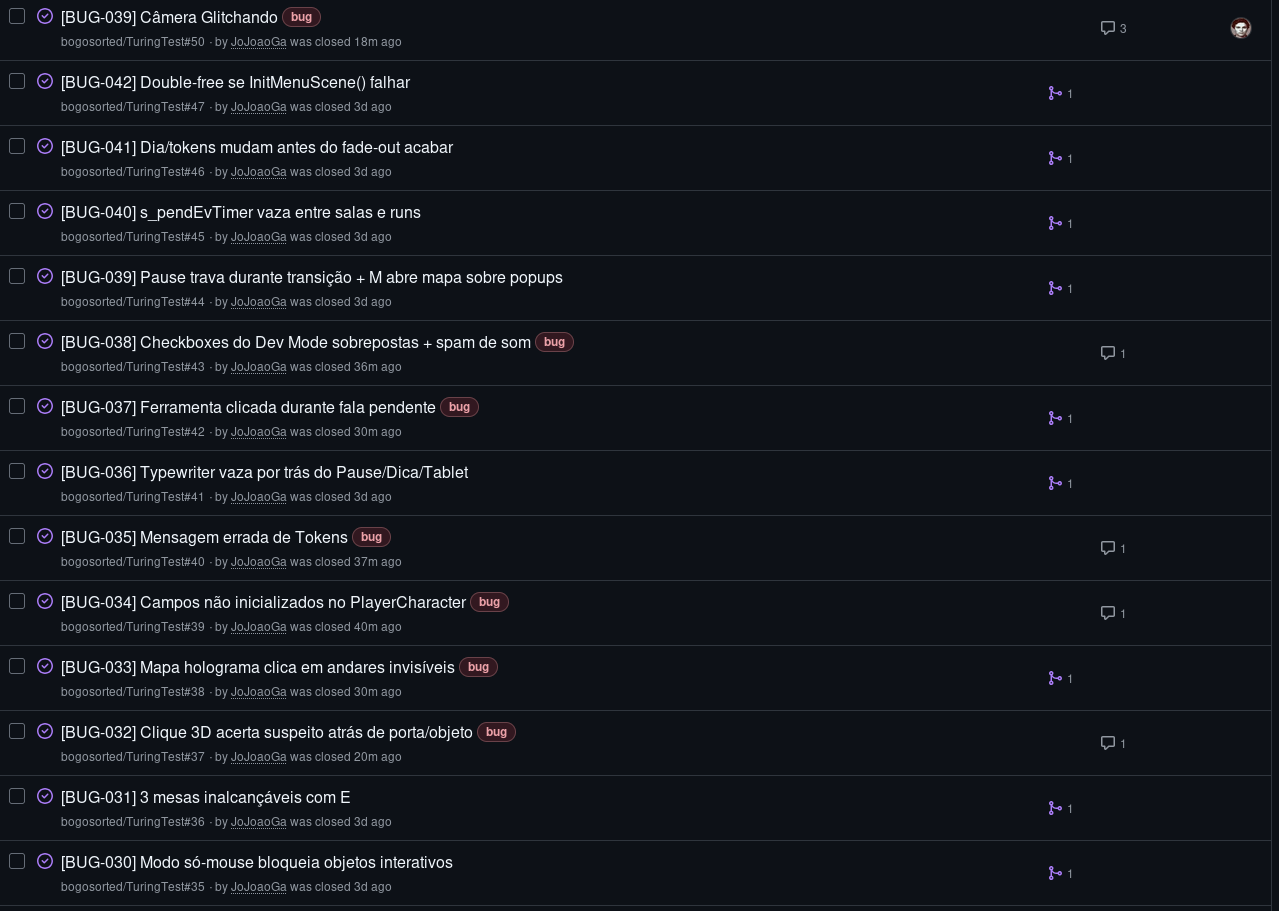 [BUG-039] Câmera Glitchando bug
bogosorted/TuringTest#50 · by JoJoaoGa was closed 18m ago
3
[BUG-042] Double-free se InitMenuScene() falhar
bogosorted/TuringTest#47 · by JoJoaoGa was closed 3d ago
1
[BUG-041] Dia/tokens mudam antes do fade-out acabar
bogosorted/TuringTest#46 · by JoJoaoGa was closed 3d ago
1
[BUG-040] s_pendEvTimer vaza entre salas e runs
bogosorted/TuringTest#45 · by JoJoaoGa was closed 3d ago
1
[BUG-039] Pause trava durante transição + M abre mapa sobre popups
bogosorted/TuringTest#44 · by JoJoaoGa was closed 3d ago
1
[BUG-038] Checkboxes do Dev Mode sobrepostas + spam de som bug
bogosorted/TuringTest#43 · by JoJoaoGa was closed 36m ago
1
[BUG-037] Ferramenta clicada durante fala pendente bug
bogosorted/TuringTest#42 · by JoJoaoGa was closed 30m ago
1
[BUG-036] Typewriter vaza por trás do Pause/Dica/Tablet
bogosorted/TuringTest#41 · by JoJoaoGa was closed 3d ago
1
[BUG-035] Mensagem errada de Tokens bug
bogosorted/TuringTest#40 · by JoJoaoGa was closed 37m ago
1
[BUG-034] Campos não inicializados no PlayerCharacter bug
bogosorted/TuringTest#39 · by JoJoaoGa was closed 40m ago
1
[BUG-033] Mapa holograma clica em andares invisíveis bug
bogosorted/TuringTest#38 · by JoJoaoGa was closed 30m ago
1
[BUG-032] Clique 3D acerta suspeito atrás de porta/objeto bug
bogosorted/TuringTest#37 · by JoJoaoGa was closed 20m ago
1
[BUG-031] 3 mesas inalcançáveis com E
bogosorted/TuringTest#36 · by JoJoaoGa was closed 3d ago
1
[BUG-030] Modo só-mouse bloqueia objetos interativos
bogosorted/TuringTest#35 · by JoJoaoGa was closed 3d ago
1